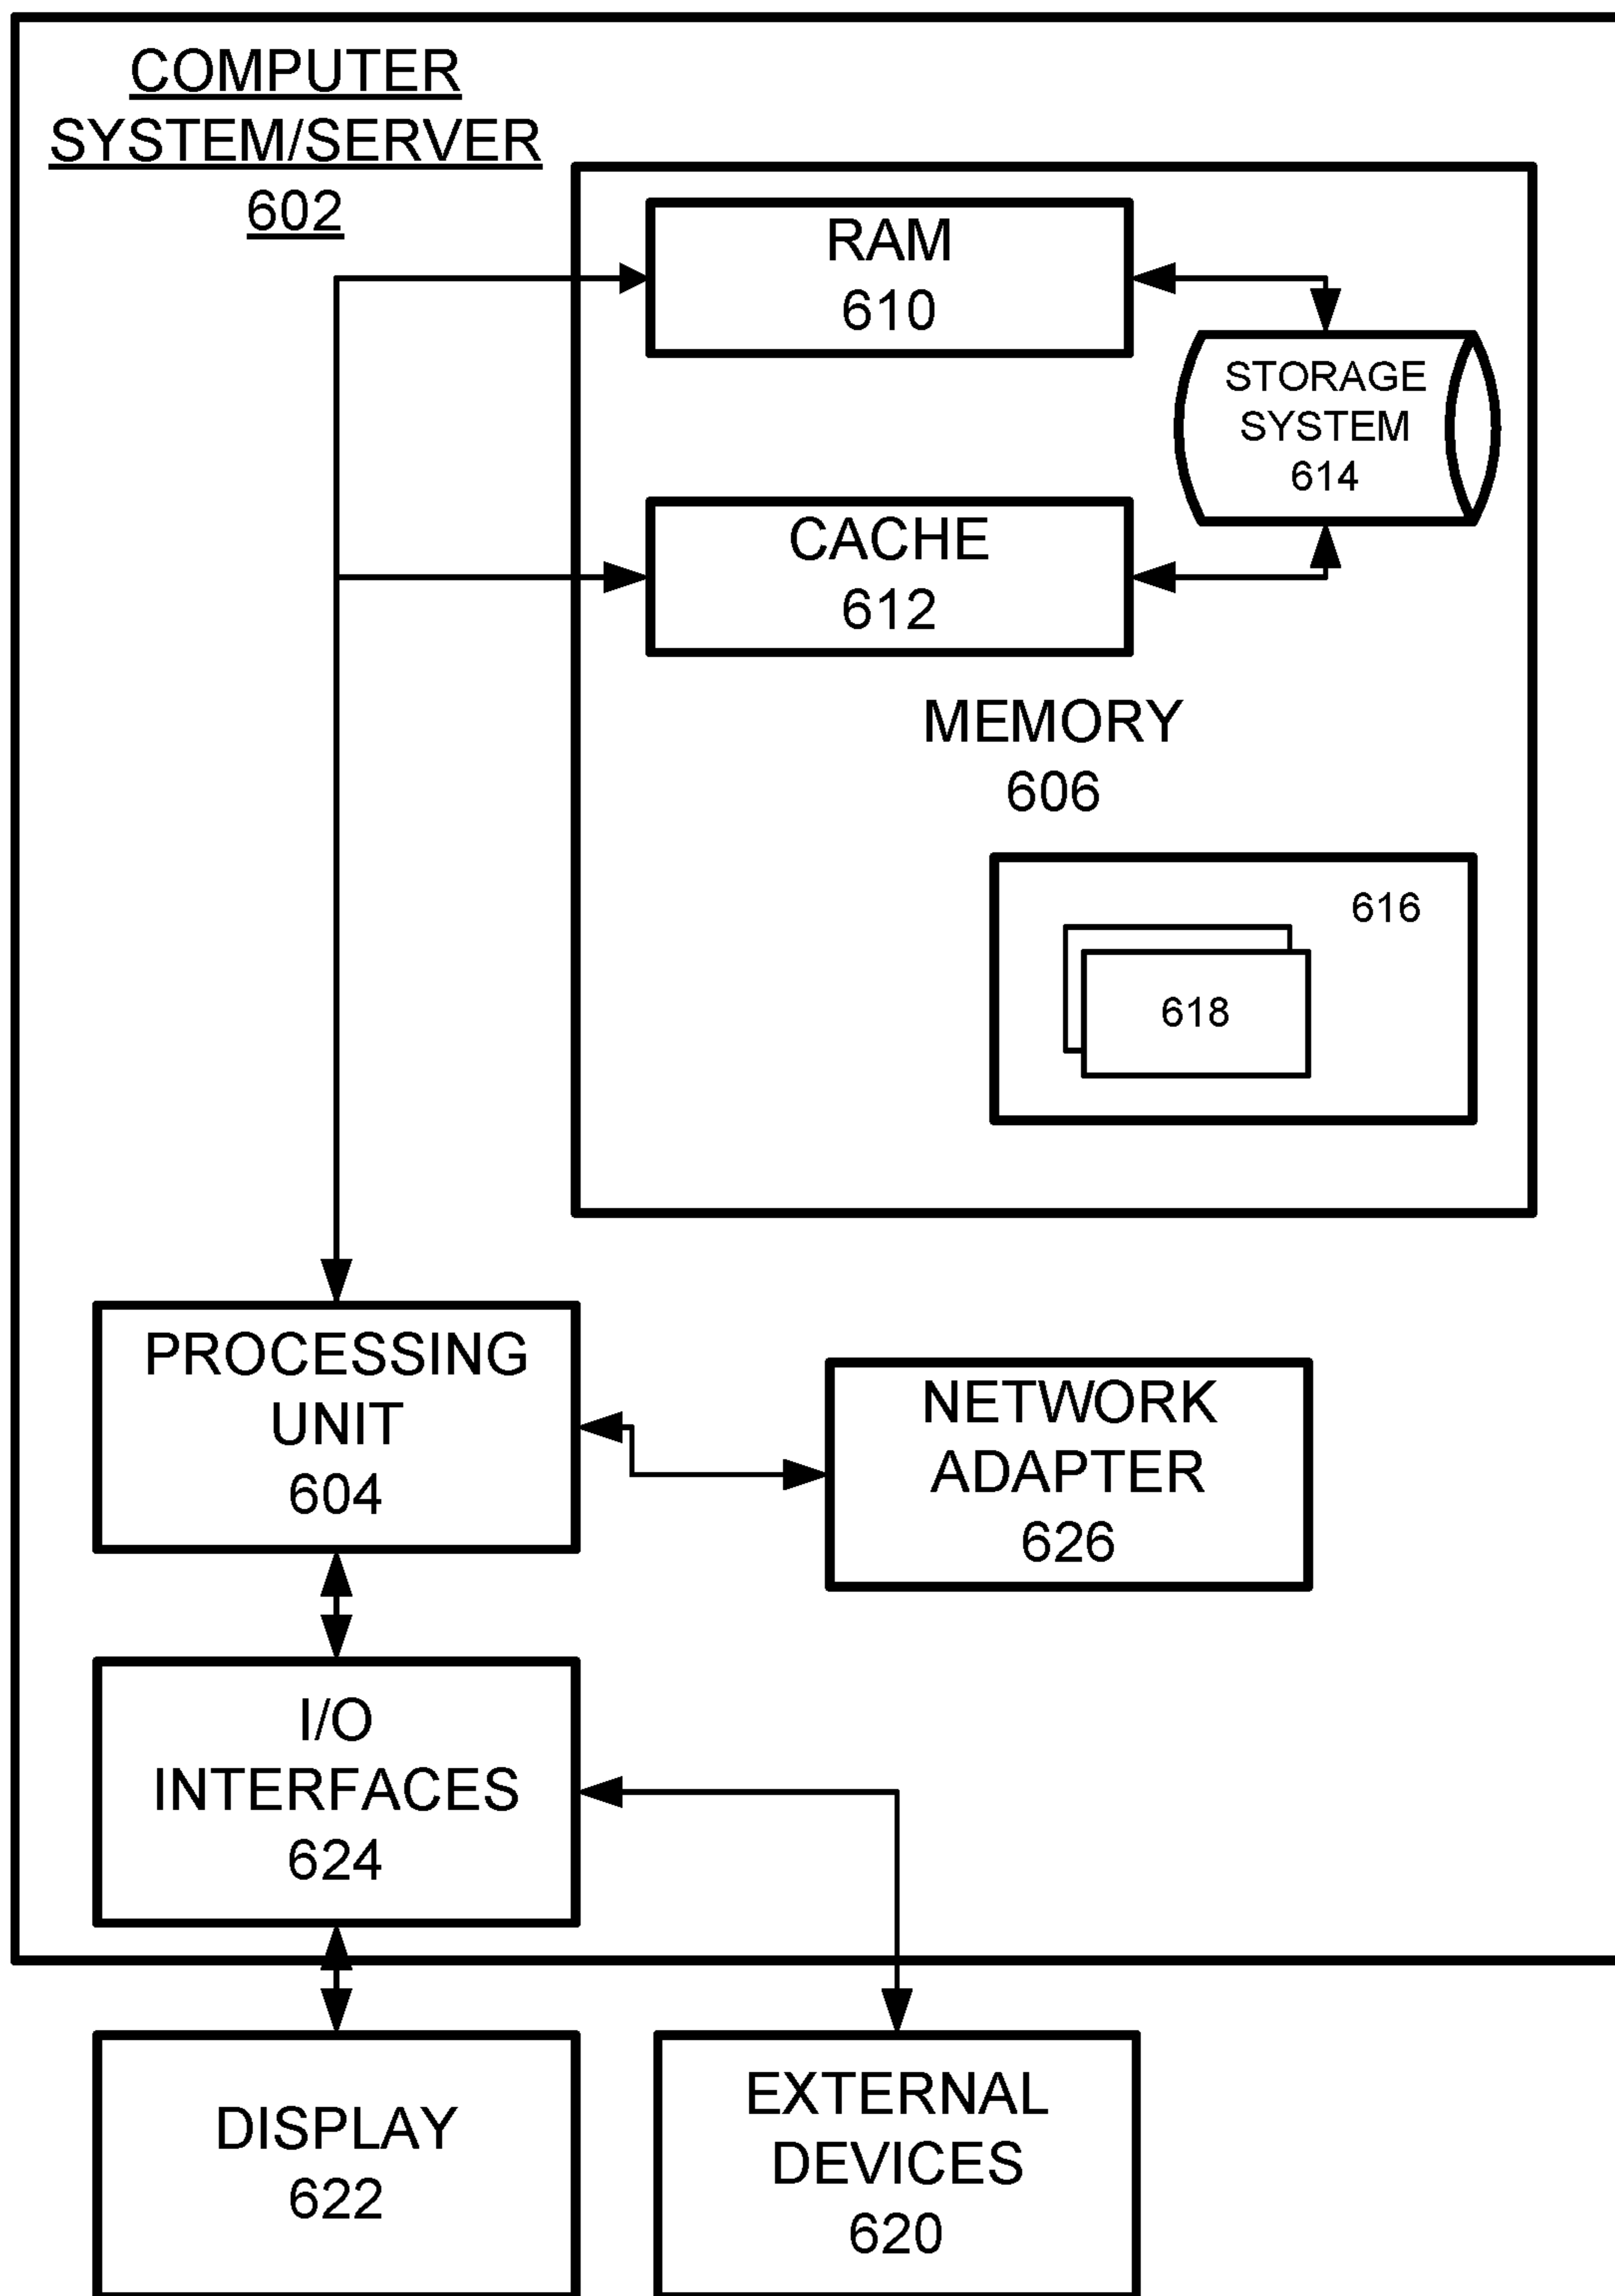 COMPUTER
SYSTEM/SERVER
602
RAM
610
STORAGE
SYSTEM
614
CACHE
612
MEMORY
606
616
618
PROCESSING
UNIT
604
NETWORK
ADAPTER
626
I/O
INTERFACES
624
DISPLAY
622
EXTERNAL
DEVICES
620